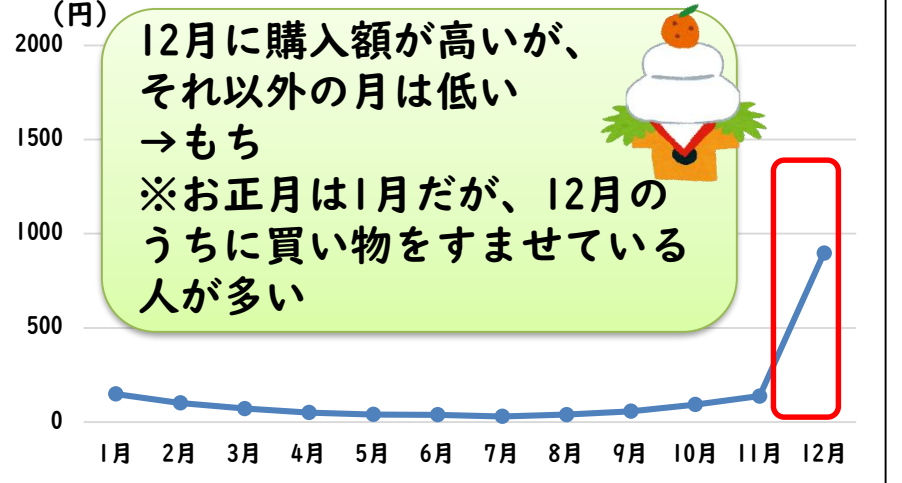 （円）
2000
1500
1000
500
0
12月に購入額が高いが、
それ以外の月は低い
→もち
※お正月は1月だが、12月の
うちに買い物をすませている
人が多い
1月 2月 3月 4月 5月 6月 7月 8月 9月 10月 11月 12月